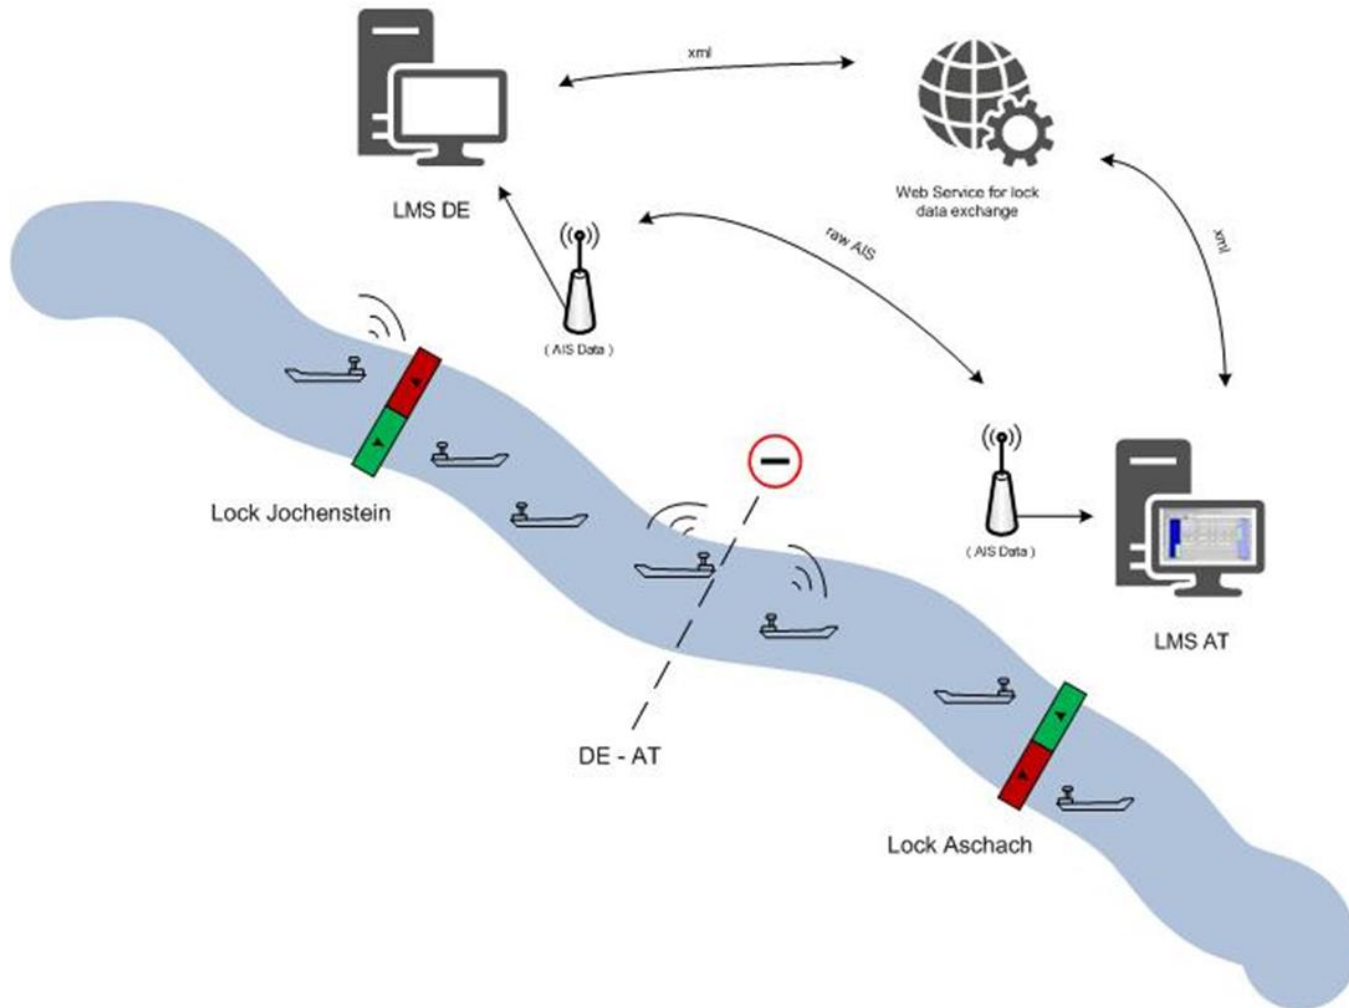 xml
Web Service for lock
data exchange
LMS DE
raw AIS
xml
( AIS Data )
Lock Jochenstein
( AIS Data )
LMS AT
DE - AT
Lock Aschach